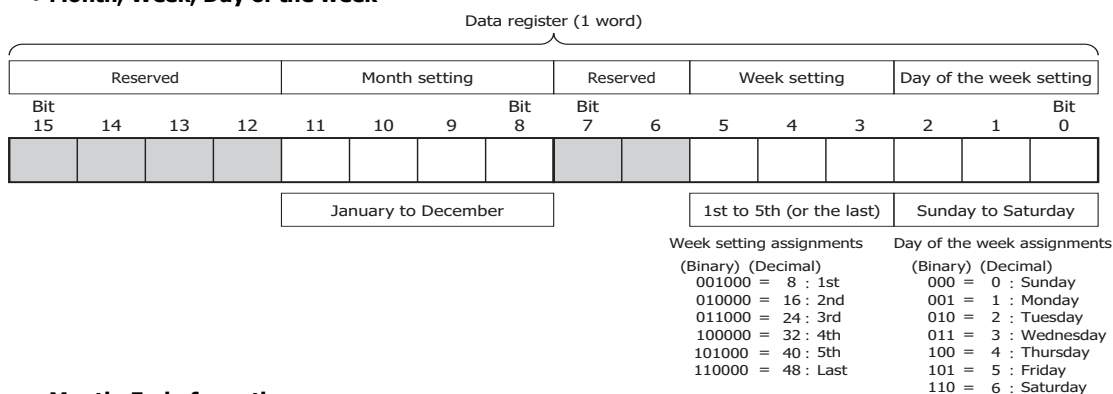 • Month, Week, Day of the week
Data register (1 word)
Reserved Month setting Reserved Week setting Day of the week setting
Bit Bit Bit Bit
15 14 13 12 11 10 9 8 7 6 5 4 3 2 1 0
January to December 1st to 5th (or the last) Sunday to Saturday
Week setting assignments Day of the week assignments
(Binary) (Decimal) (Binary) (Decimal)
001000 = 8 : 1st 000 = 0 : Sunday
010000 = 16 : 2nd 001 = 1 : Monday
011000 = 24 : 3rd 010 = 2 : Tuesday
100000 = 32 : 4th 011 = 3 : Wednesday
101000 = 40 : 5th 100 = 4 : Thursday
110000 = 48 : Last 101 = 5 : Friday
110 = 6 : Saturday